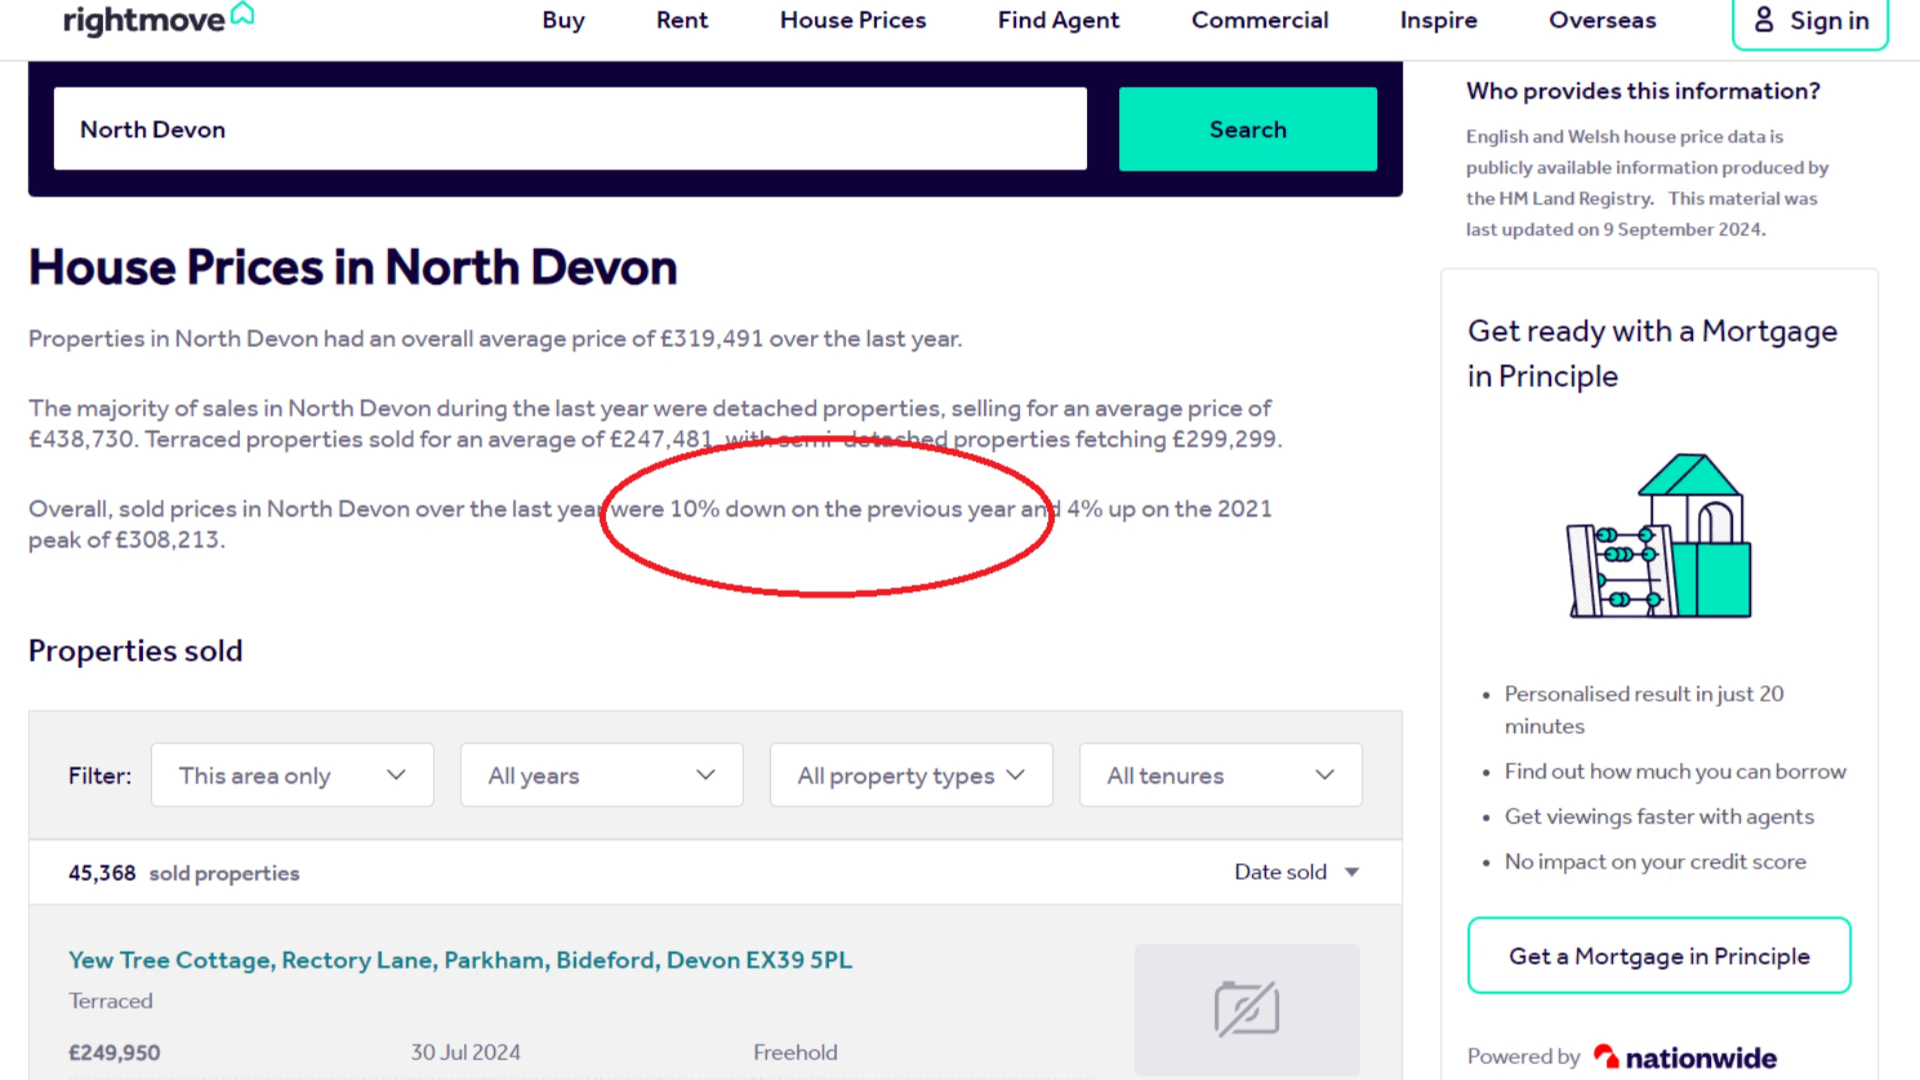 rightmove
Buy
Rent
House Prices
Find Agent
Commercial
Inspire
Overseas
Sign in
North Devon
Search
House Prices in North Devon
Properties in North Devon had an overall average price of £319,491 over the last year.
The majority of sales in North Devon during the last year were detached properties, selling for an average price of
£438,730. Terraced properties sold for an average of £247,481, with semi-detached properties fetching £299,299.
Overall, sold prices in North Devon over the last year were 10% down on the previous year and 4% up on the 2021
peak of £308,213.
Properties sold
Filter:
This area only
All years
All property types
All tenures
45,368 sold properties
Date sold
Yew Tree Cottage, Rectory Lane, Parkham, Bideford, Devon EX39 5PL
Terraced
£249,950
30 Jul 2024
Freehold
Who provides this information?
English and Welsh house price data is
publicly available information produced by
the HM Land Registry. This material was
last updated on 9 September 2024.
Get ready with a Mortgage
in Principle
• Personalised result in just 20
minutes
• Find out how much you can borrow
• Get viewings faster with agents
• No impact on your credit score
Get a Mortgage in Principle
Powered by nationwide